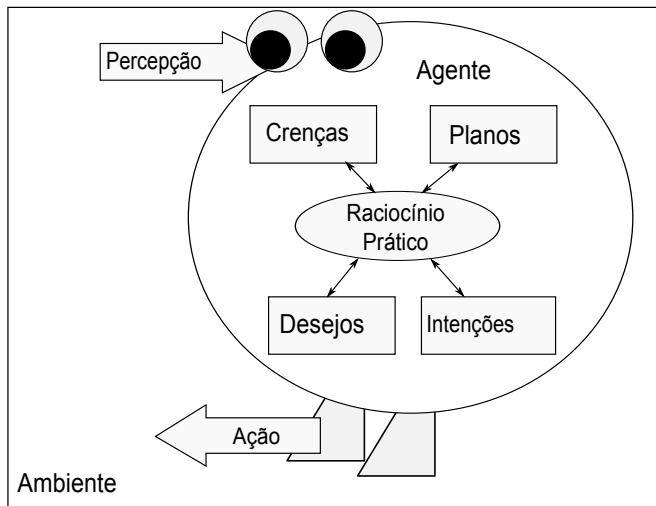 Percepção
Agente
Crenças
Planos
Raciocínio
Prático
Desejos
Intenções
Ação
Ambiente